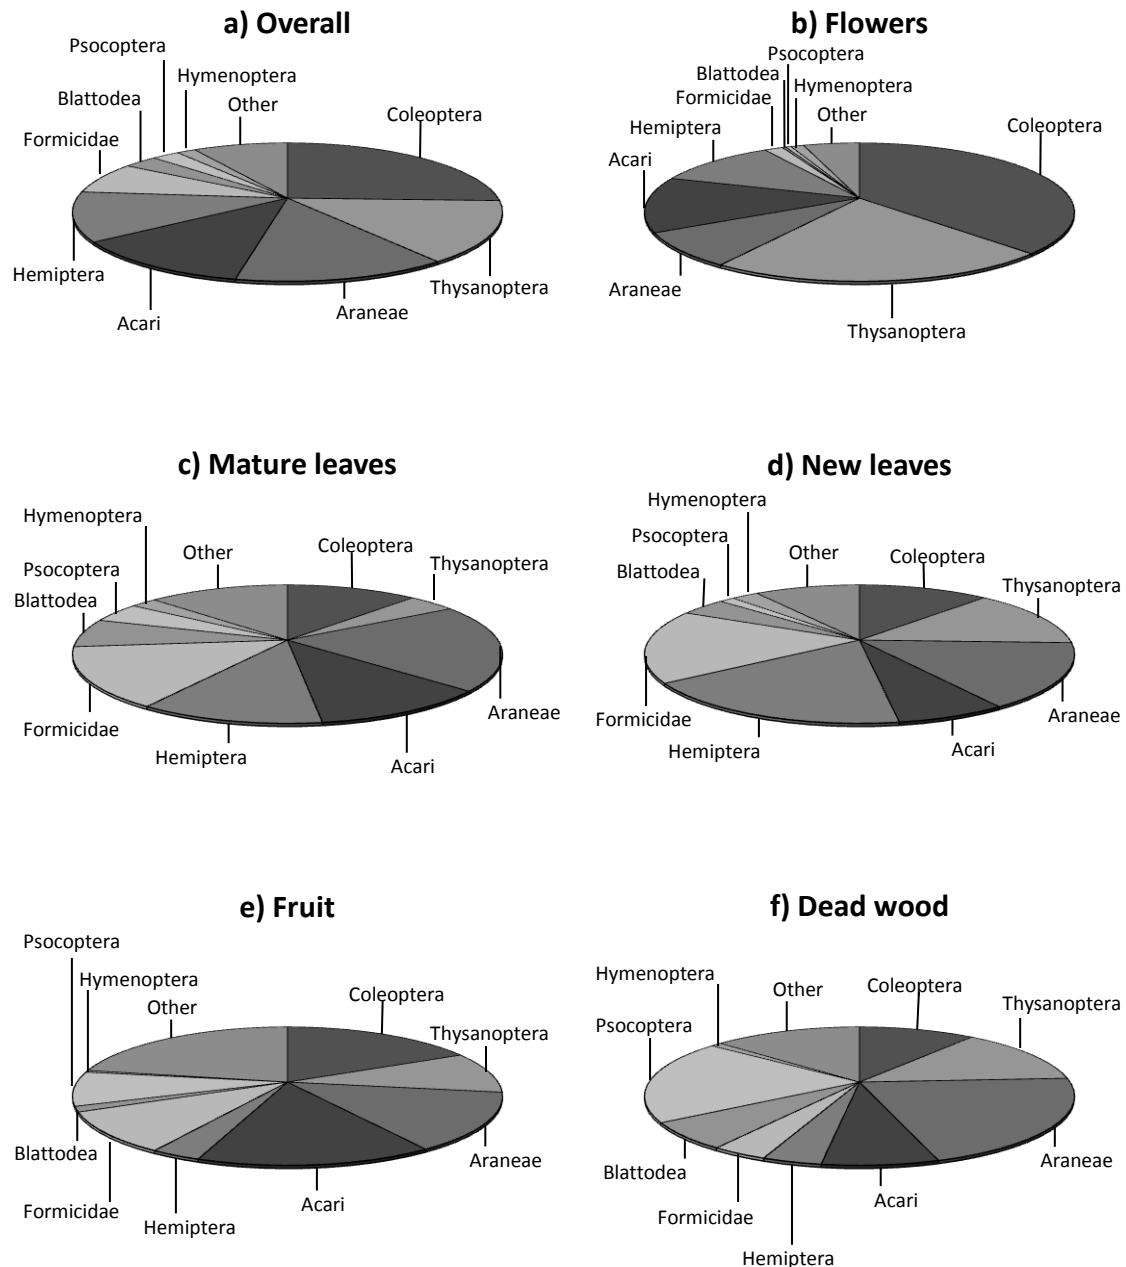 a) Overall
Psocoptera
Hymenoptera
Blattodea
Other
Coleoptera
Formicidae
Hemiptera
Thysanoptera
Araneae
Acari
b) Flowers
Psocoptera
Blattodea
Hymenoptera
Formicidae
Other
Hemiptera
Coleoptera
Acari
Araneae
Thysanoptera
c) Mature leaves
Hymenoptera
Other
Coleoptera
Thysanoptera
Psocoptera
Blattodea
Araneae
Formicidae
Hemiptera
Acari
d) New leaves
Hymenoptera
Psocoptera
Other
Coleoptera
Blattodea
Thysanoptera
Formicidae
Araneae
Hemiptera
Acari
e) Fruit
Psocoptera
Hymenoptera
Coleoptera
Other
Thysanoptera
Blattodea
Araneae
Acari
Formicidae
Hemiptera
f) Dead wood
Hymenoptera
Other
Coleoptera
Thysanoptera
Psocoptera
Araneae
Blattodea
Acari
Formicidae
Hemiptera